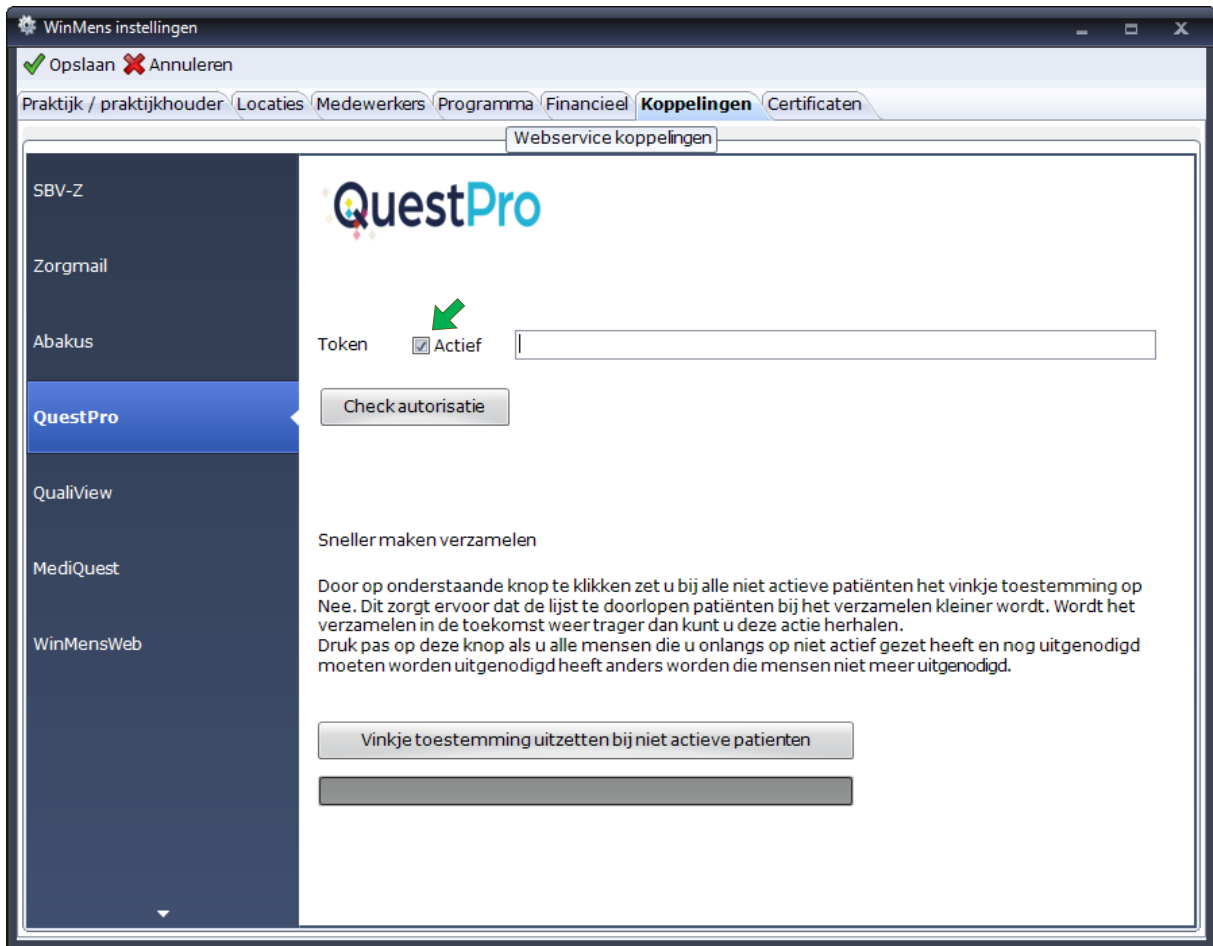 WinMens instellingen
Opslaan Annuleren
Praktijk / praktijkhouder Locaties Medewerkers Programma Financieel Koppelingen Certificaten
Webservice koppelingen
SBV-Z
Zorgmail
Abakus
QuestPro
QualiView
MediQuest
WinMensWeb
QuestPro
Token Actief
Check autorisatie
Sneller maken verzamelen
Door op onderstaande knop te klikken zet u bij alle niet actieve patiënten het vinkje toestemming op
Nee. Dit zorgt ervoor dat de lijst te doorlopen patiënten bij het verzamelen kleiner wordt. Wordt het
verzamelen in de toekomst weer trager dan kunt u deze actie herhalen.
Druk pas op deze knop als u alle mensen die u onlangs op niet actief gezet heeft en nog uitgenodigd
moeten worden uitgenodigd heeft anders worden die mensen niet meer uitgenodigd.
Vinkje toestemming uitzetten bij niet actieve patienten